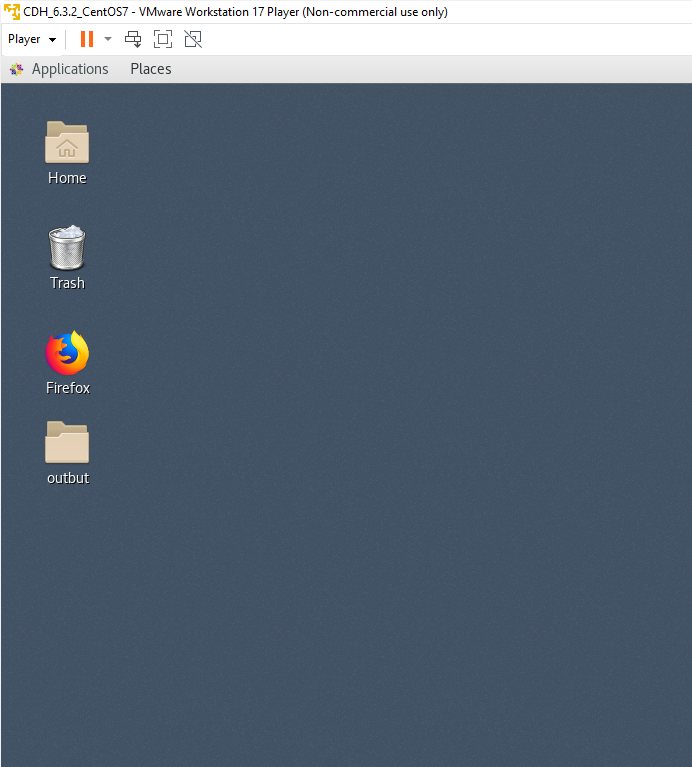 CDH_6.3.2_CentOS7 - VMware Workstation 17 Player (Non-commercial use only)
Player
Applications Places
Home
Trash
Firefox
outbut